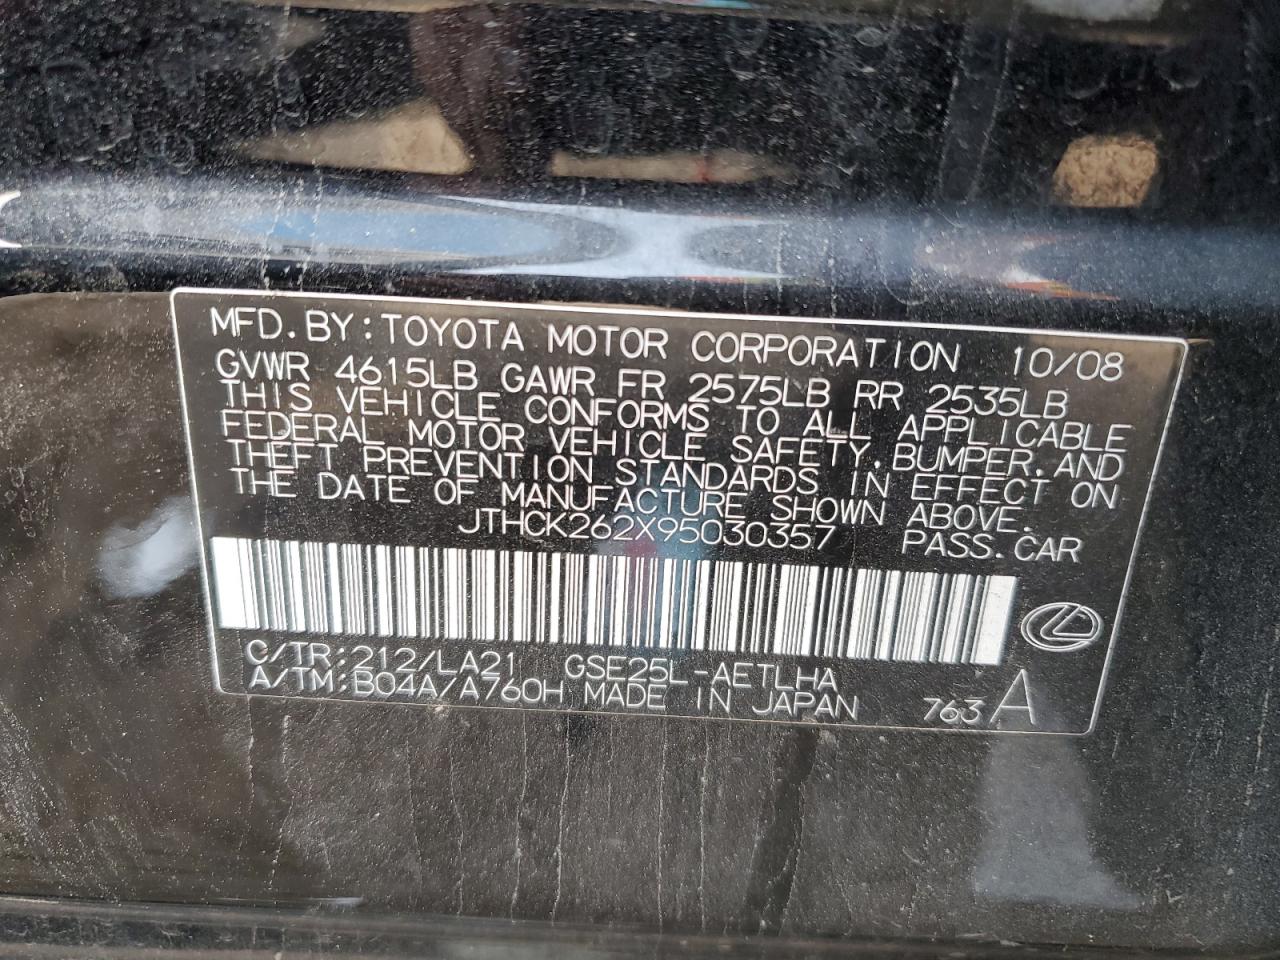 MFD.BY:TOYOTA MOTOR CORPORATION 10/08
GVWR 4615LB GAWR FR 2575LB RR 2535LB
THIS VEHICLE CONFORMS TO ALL APPLICABLE
FEDERAL MOTOR VEHICLE SAFETY,BUMPER,AND
THEFT PREVENTION STANDARDS IN EFFECT ON
THE DATE OF MANUFACTURE SHOWN ABOVE.
JTHCK262X95030357 PASS.CAR
C/TR:212/LA21 GSE25L-AETLHA
A/TM:B04A/A760H MADE IN JAPAN 763 A